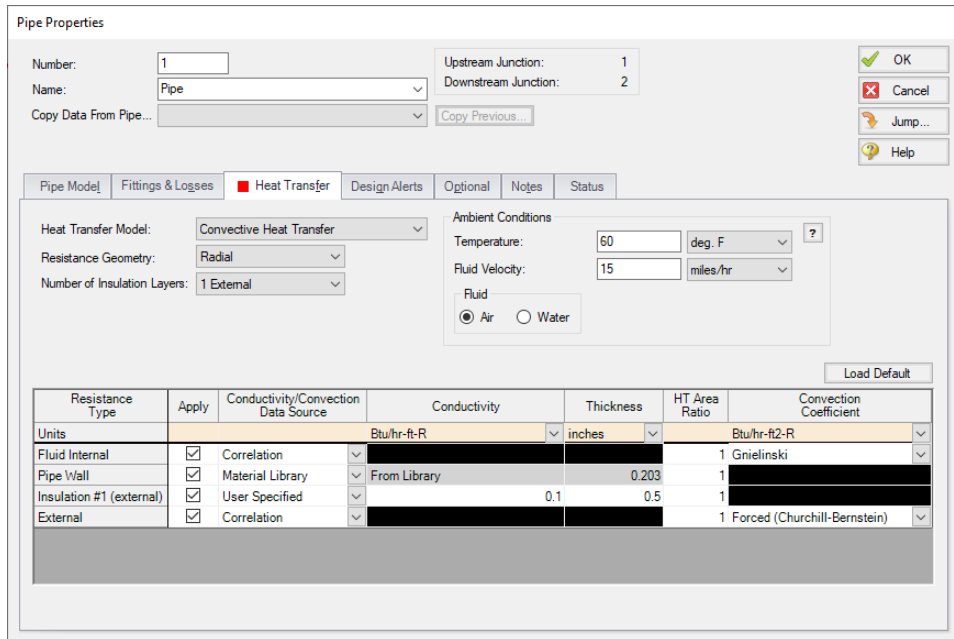 Pipe Properties
Number: 1
Name: Pipe
Copy Data From Pipe...
Copy Previous...
Upstream Junction: 1
Downstream Junction: 2
OK
Cancel
Jump...
Help
Pipe Model Fittings & Losses Heat Transfer Design Alerts Optional Notes Status
Heat Transfer Model: Convective Heat Transfer
Resistance Geometry: Radial
Number of Insulation Layers: 1 External
Ambient Conditions
Temperature: 60 deg. F ?
Fluid Velocity: 15 miles/hr
Fluid
Air Water
Load Default
Resistance Type Apply Conductivity/Convection Data Source Conductivity Thickness HT Area Ratio Convection Coefficient
Units Btu/hr-ft-R inches Btu/hr-ft2-R
Fluid Internal Correlation 1 Gnielinski
Pipe Wall Material Library From Library 0.203 1
Insulation #1 (external) User Specified 0.1 0.5 1
External Correlation 1 Forced (Churchill-Bernstein)